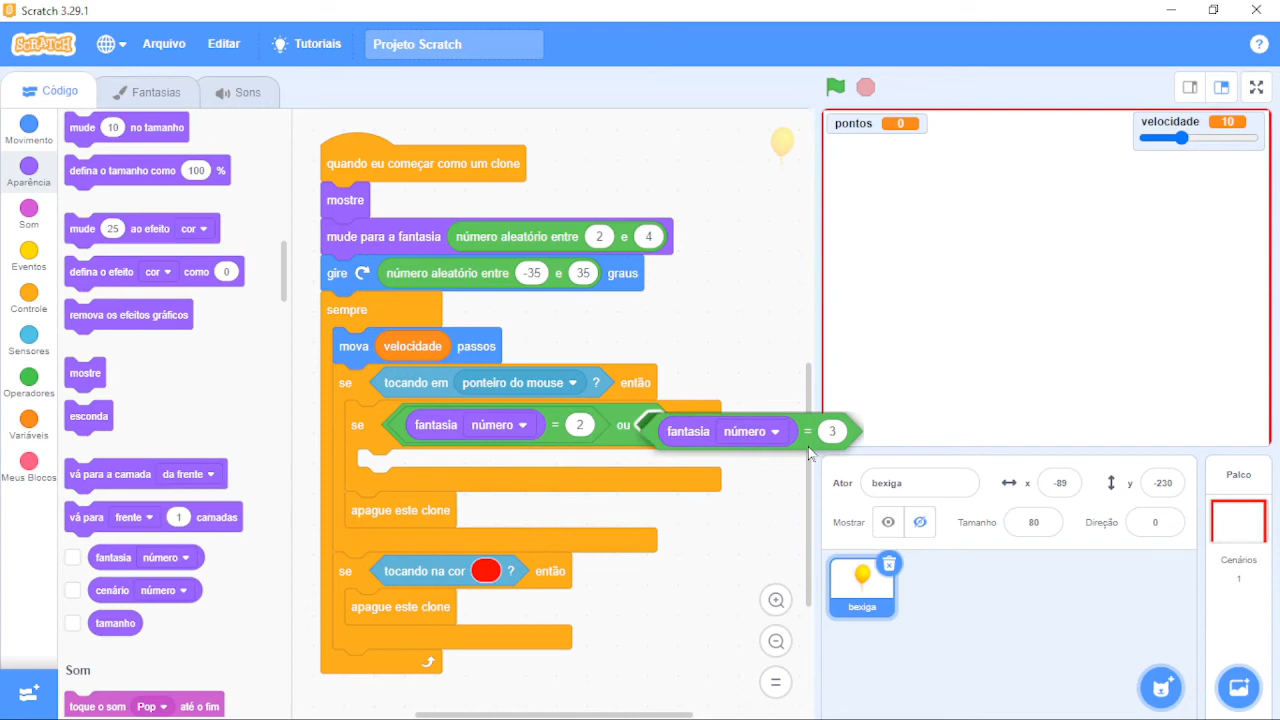 Scratch 3.29.1
SCRATCH Arquivo Editar Tutoriais Projeto Scratch ?
Código Fantasias Sons
Movimento
Aparência
Som
Eventos
Controle
Sensores
Operadores
Variáveis
Meus Blocos
mude 10 no tamanho
defina o tamanho como 100 %
mude 25 ao efeito cor
defina o efeito cor como 0
remova os efeitos gráficos
mostre
esconda
vá para a camada da frente
vá para frente 1 camadas
fantasia número
cenário número
tamanho
Som
toque o som Pop até o fim
quando eu começar como um clone
mostre
mude para a fantasia número aleatório entre 2 e 4
gire número aleatório entre -35 e 35 graus
sempre
mova velocidade passos
se tocando em ponteiro do mouse ? então
se fantasia número = 2 ou fantasia número = 3
apague este clone
se tocando na cor ? então
apague este clone
pontos 0
velocidade 10
Ator bexiga x -89 y -230
Mostrar Tamanho 80 Direção 0
bexiga
Palco
Cenários
1